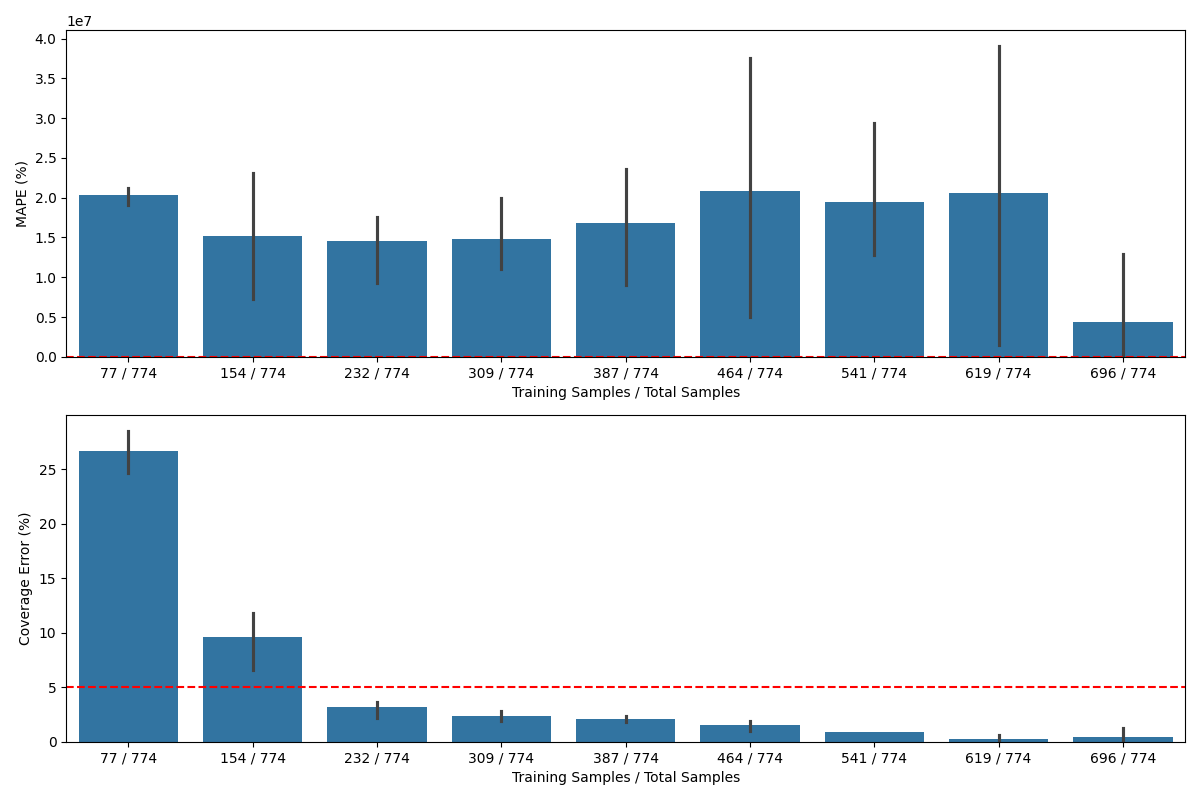 1e7
4.0
3.5
3.0
2.5
2.0
1.5
1.0
0.5
0.0
MAPE (%)
77 / 774 154 / 774 232 / 774 309 / 774 387 / 774 464 / 774 541 / 774 619 / 774 696 / 774
Training Samples / Total Samples
25
20
15
10
5
0
Coverage Error (%)
77 / 774 154 / 774 232 / 774 309 / 774 387 / 774 464 / 774 541 / 774 619 / 774 696 / 774
Training Samples / Total Samples